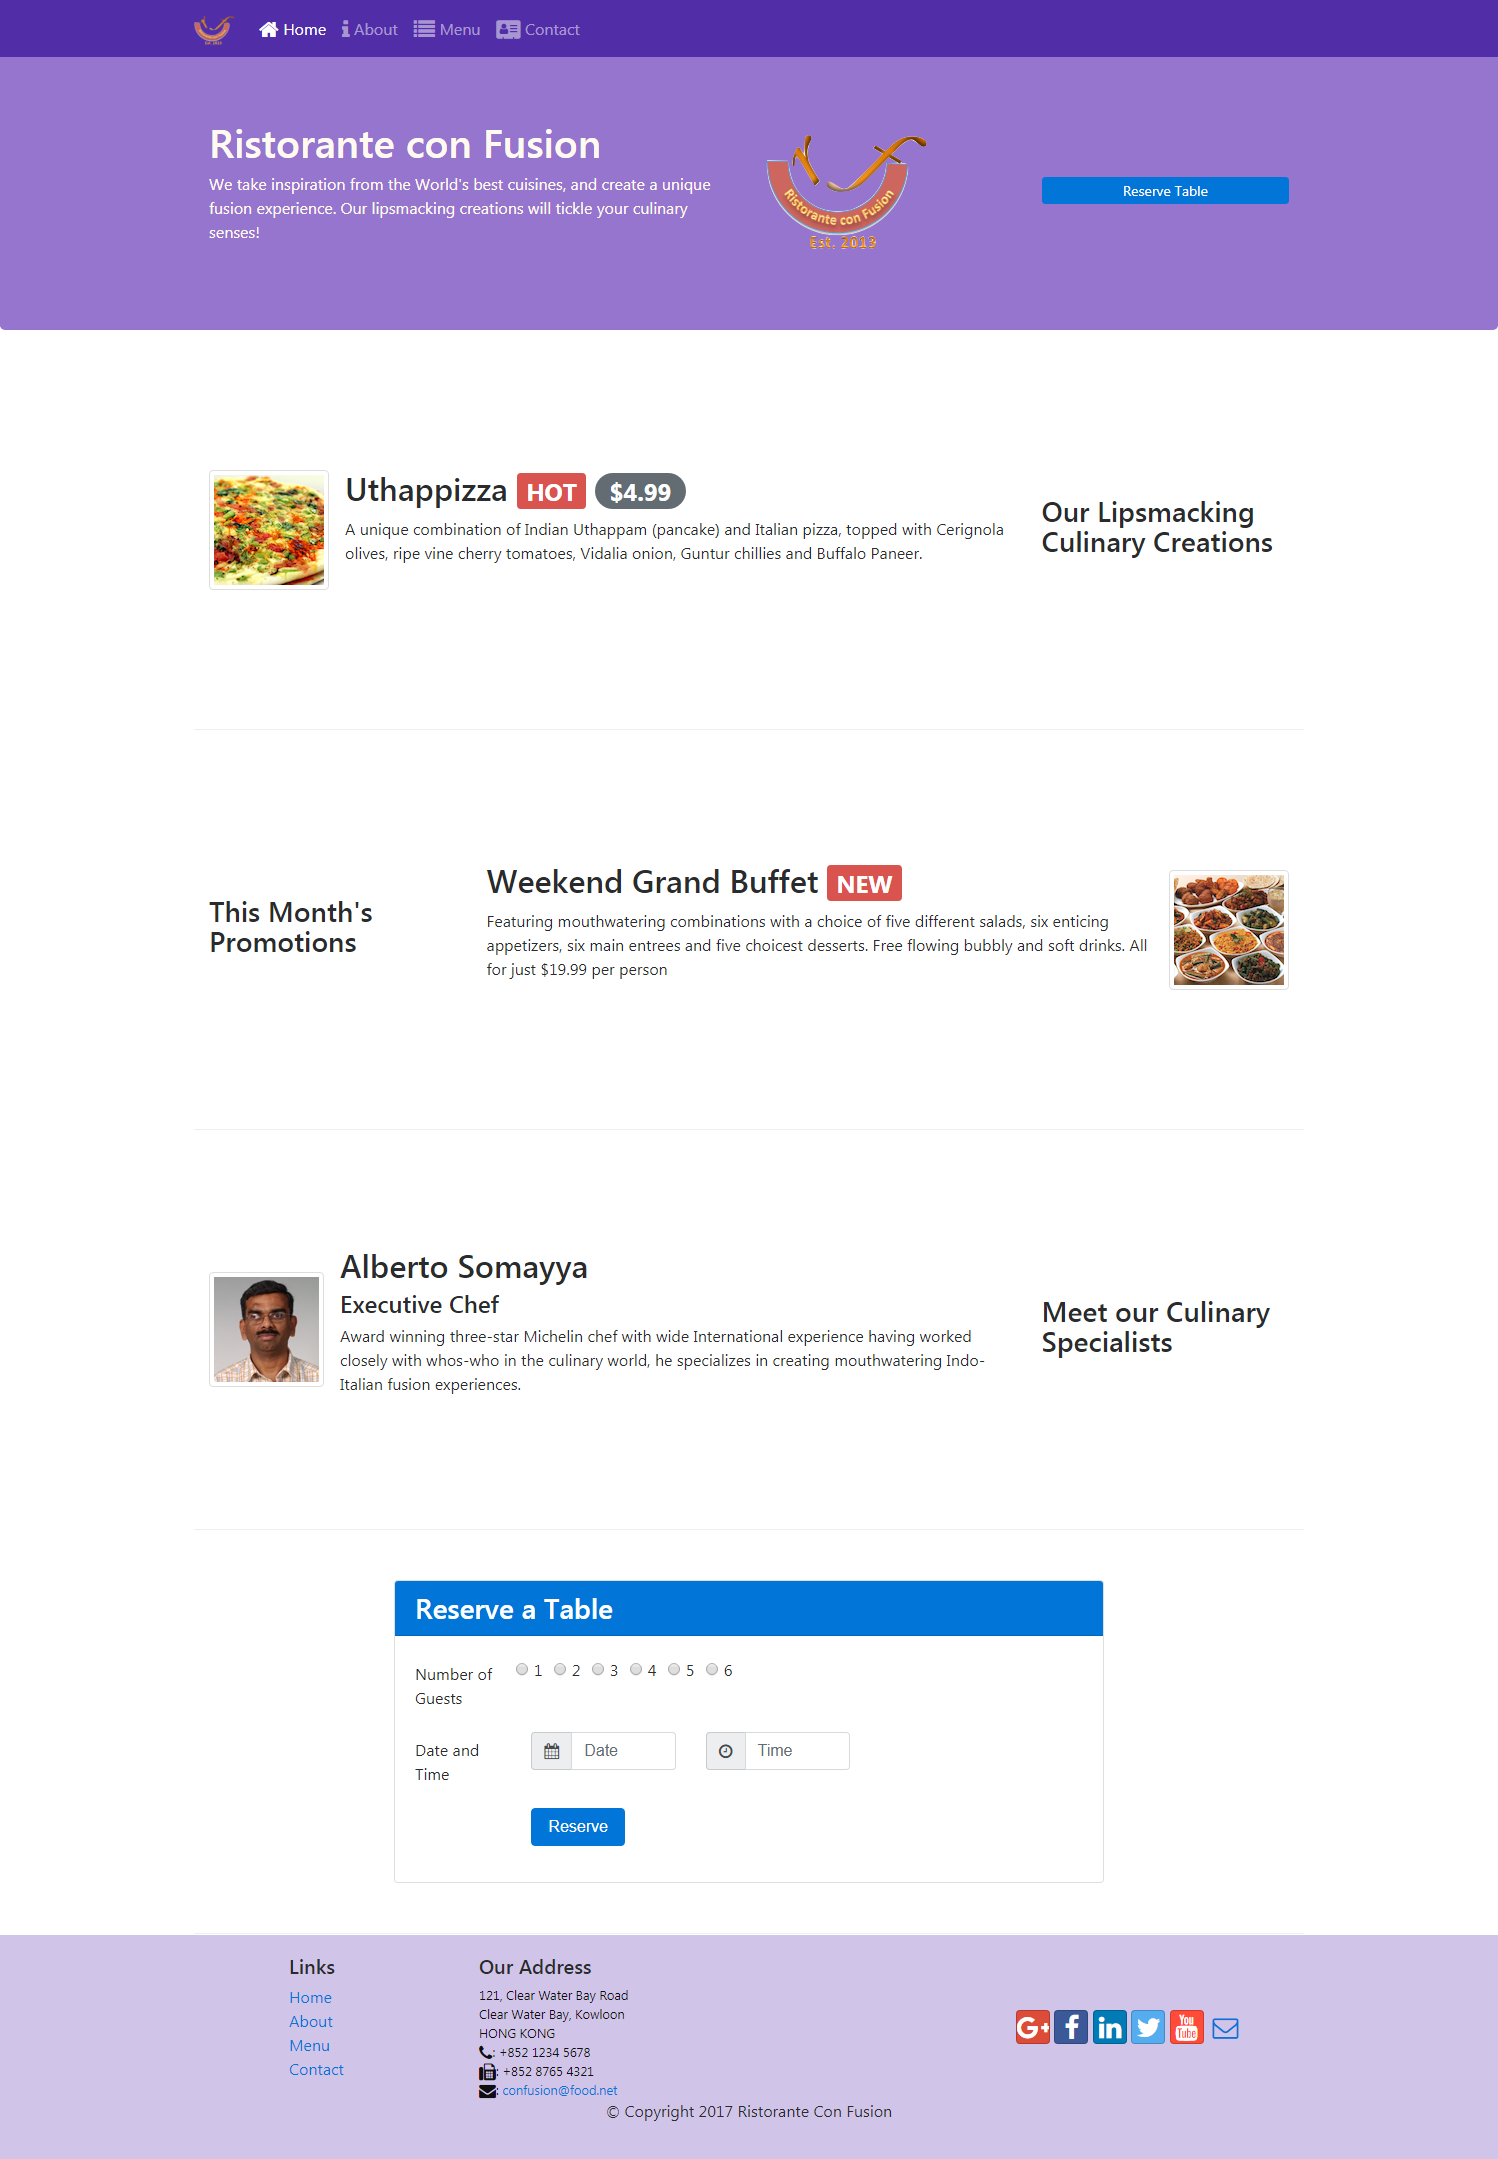 Home About Menu Contact
Ristorante con Fusion
We take inspiration from the World's best cuisines, and create a unique
fusion experience. Our lipsmacking creations will tickle your culinary
senses!
Ristorante con Fusion
Est. 2013
Reserve Table
Uthappizza HOT $4.99
A unique combination of Indian Uthappam (pancake) and Italian pizza, topped with Cerignola
olives, ripe vine cherry tomatoes, Vidalia onion, Guntur chillies and Buffalo Paneer.
Our Lipsmacking
Culinary Creations
This Month's
Promotions
Weekend Grand Buffet NEW
Featuring mouthwatering combinations with a choice of five different salads, six enticing
appetizers, six main entrees and five choicest desserts. Free flowing bubbly and soft drinks. All
for just $19.99 per person
Alberto Somayya
Executive Chef
Award winning three-star Michelin chef with wide International experience having worked
closely with whos-who in the culinary world, he specializes in creating mouthwatering Indo-
Italian fusion experiences.
Meet our Culinary
Specialists
Reserve a Table
Number of
Guests
1 2 3 4 5 6
Date and
Time
Date
Time
Reserve
Links
Home
About
Menu
Contact
Our Address
121, Clear Water Bay Road
Clear Water Bay, Kowloon
HONG KONG
: +852 1234 5678
: +852 8765 4321
: confusion@food.net
G+ f in You Tube
© Copyright 2017 Ristorante Con Fusion